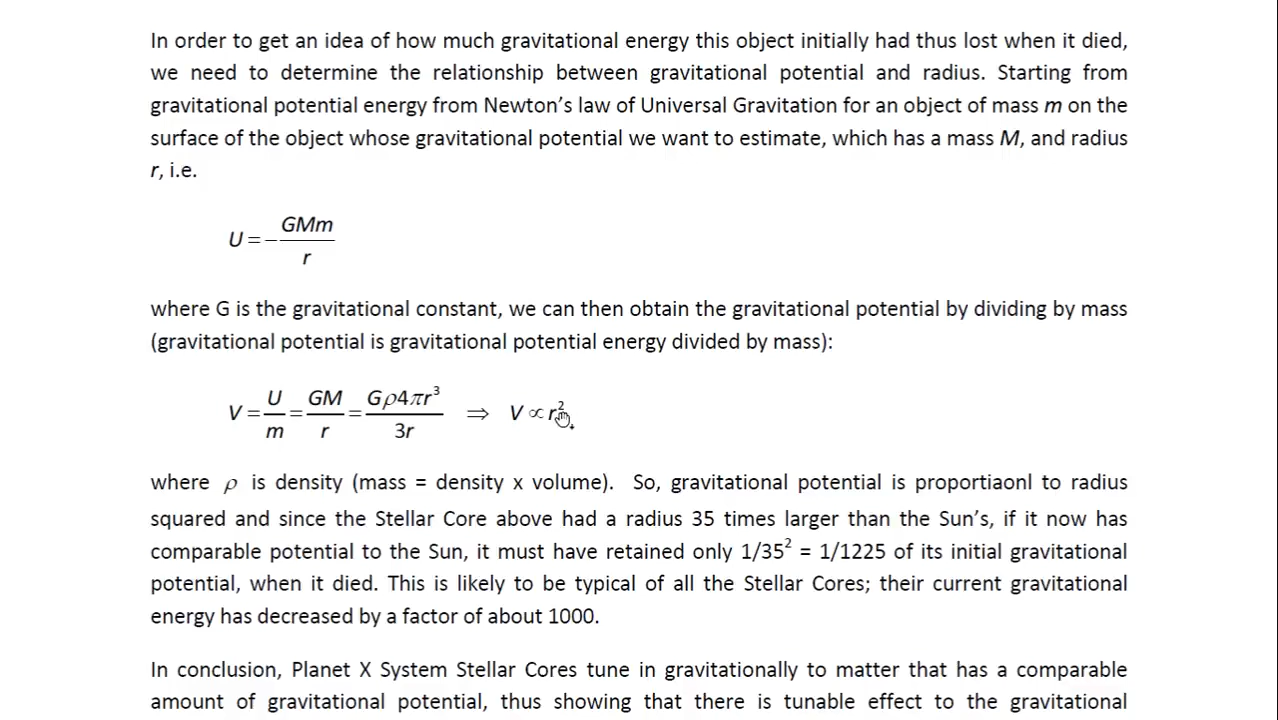 In order to get an idea of how much gravitational energy this object initially had thus lost when it died,
we need to determine the relationship between gravitational potential and radius. Starting from
gravitational potential energy from Newton's law of Universal Gravitation for an object of mass m on the
surface of the object whose gravitational potential we want to estimate, which has a mass M, and radius
r, i.e.
U = − GMm / r
where G is the gravitational constant, we can then obtain the gravitational potential by dividing by mass
(gravitational potential is gravitational potential energy divided by mass):
V = U / m = GM / r = Gρ4πr³ / 3r ⇒ V ∝ r²
where ρ is density (mass = density x volume). So, gravitational potential is proportiaonl to radius
squared and since the Stellar Core above had a radius 35 times larger than the Sun's, if it now has
comparable potential to the Sun, it must have retained only 1/35² = 1/1225 of its initial gravitational
potential, when it died. This is likely to be typical of all the Stellar Cores; their current gravitational
energy has decreased by a factor of about 1000.
In conclusion, Planet X System Stellar Cores tune in gravitationally to matter that has a comparable
amount of gravitational potential, thus showing that there is tunable effect to the gravitational